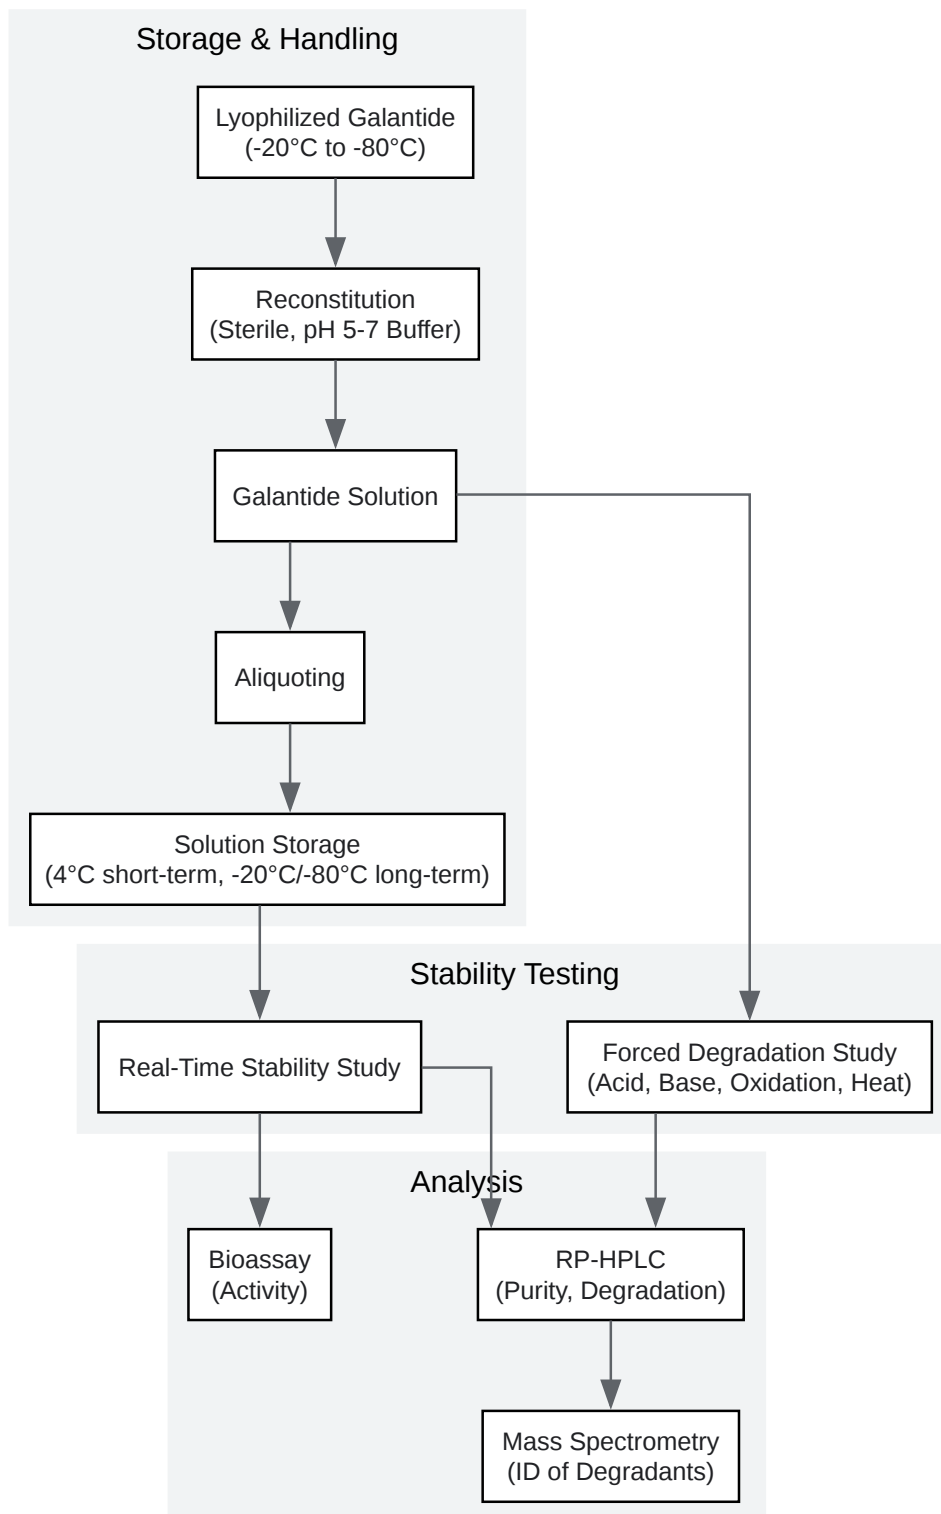 Storage & Handling
Lyophilized Galantide
(-20°C to -80°C)
Reconstitution
(Sterile, pH 5-7 Buffer)
Galantide Solution
Aliquoting
Solution Storage
(4°C short-term, -20°C/-80°C long-term)
Stability Testing
Real-Time Stability Study
Forced Degradation Study
(Acid, Base, Oxidation, Heat)
Analysis
Bioassay
(Activity)
RP-HPLC
(Purity, Degradation)
Mass Spectrometry
(ID of Degradants)